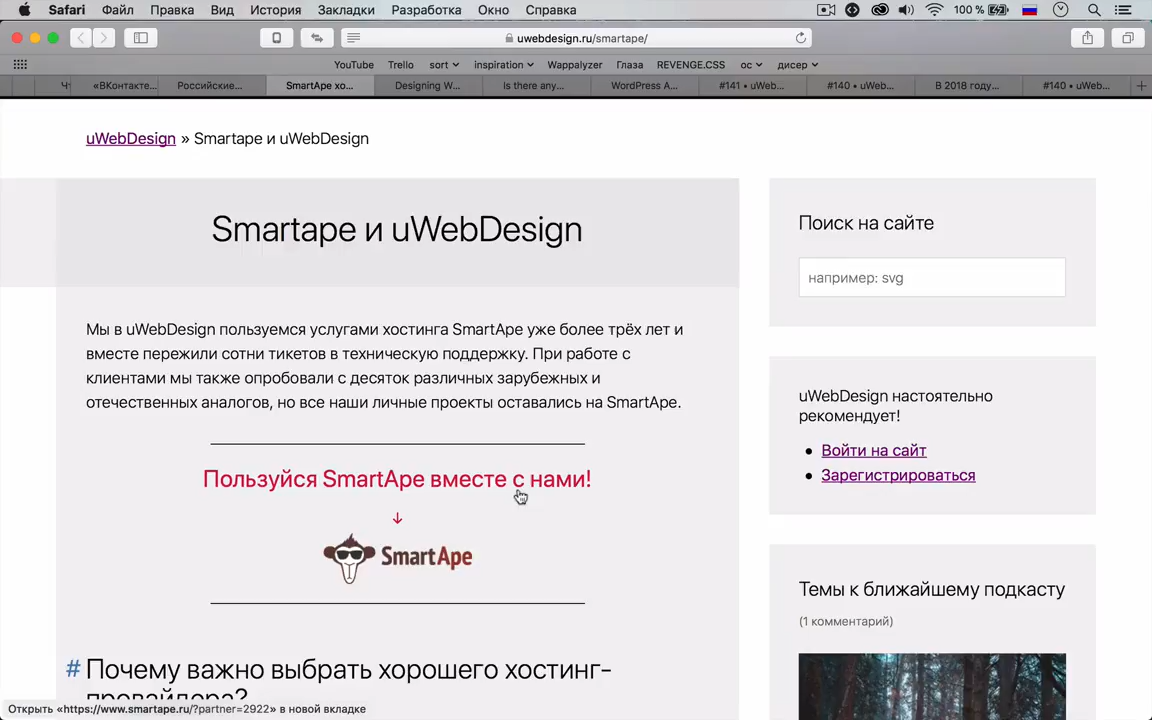 Safari Файл Правка Вид История Закладки Разработка Окно Справка 100 %
uwebdesign.ru/smartape/
YouTube Trello sort inspiration Wappalyzer Глаза REVENGE.CSS ос дисер
«ВКонтакте... Российские... SmartApe хо... Designing W... Is there any... WordPress A... #141 • uWeb... #140 • uWeb... В 2018 году... #140 • uWeb...
uWebDesign » Smartape и uWebDesign
Smartape и uWebDesign
Мы в uWebDesign пользуемся услугами хостинга SmartApe уже более трёх лет и
вместе пережили сотни тикетов в техническую поддержку. При работе с
клиентами мы также опробовали с десяток различных зарубежных и
отечественных аналогов, но все наши личные проекты оставались на SmartApe.
Пользуйся SmartApe вместе с нами!
↓
SmartApe
# Почему важно выбрать хорошего хостинг-
провайдера?
Поиск на сайте
например: svg
uWebDesign настоятельно
рекомендует!
Войти на сайт
Зарегистрироваться
Темы к ближайшему подкасту
(1 комментарий)
Открыть «https://www.smartape.ru/?partner=2922» в новой вкладке